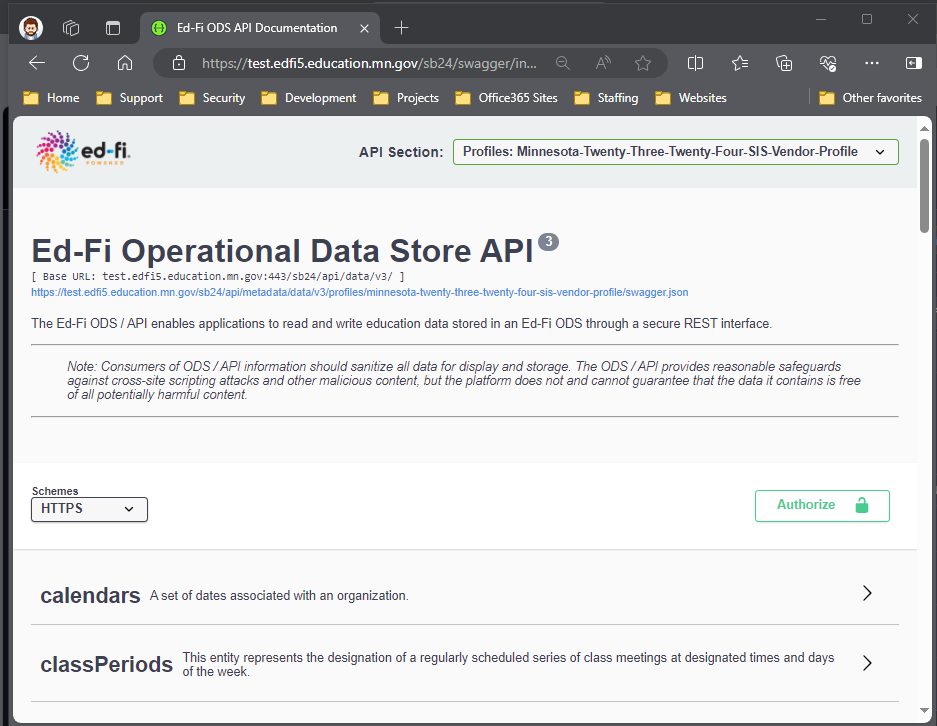 Ed-Fi ODS API Documentation
https://test.edfi5.education.mn.gov/sb24/swagger/in...
Home Support Security Development Projects Office365 Sites Staffing Websites Other favorites
ed-fi.
POWERED
API Section: Profiles: Minnesota-Twenty-Three-Twenty-Four-SIS-Vendor-Profile
Ed-Fi Operational Data Store API 3
[ Base URL: test.edfi5.education.mn.gov:443/sb24/api/data/v3/ ]
https://test.edfi5.education.mn.gov/sb24/api/metadata/data/v3/profiles/minnesota-twenty-three-twenty-four-sis-vendor-profile/swagger.json
The Ed-Fi ODS / API enables applications to read and write education data stored in an Ed-Fi ODS through a secure REST interface.
Note: Consumers of ODS / API information should sanitize all data for display and storage. The ODS / API provides reasonable safeguards
against cross-site scripting attacks and other malicious content, but the platform does not and cannot guarantee that the data it contains is free
of all potentially harmful content.
Schemes
HTTPS
Authorize
calendars A set of dates associated with an organization.
classPeriods This entity represents the designation of a regularly scheduled series of class meetings at designated times and days
of the week.